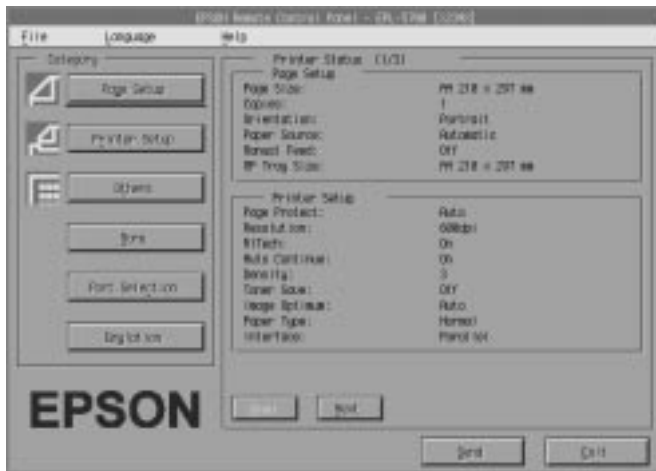 EPSON Remote Control Panel - EPL-5700
File Language Help
Category
Page Setup
Printer Setup
Others
Port Selection
Emulation
EPSON
Printer Status (1/3)
Page Setup
Page Size: A4 210 x 297 mm
Copies: 1
Orientation: Portrait
Paper Source: Automatic
Manual Feed: Off
MP Tray Size: A4 210 x 297 mm
Printer Setup
Page Protect: Auto
Resolution: 600dpi
RITech: On
Auto Continue: On
Density: 3
Toner Save: Off
Image Optimum: Auto
Paper Type: Normal
Interface: Parallel
Next
Send Exit